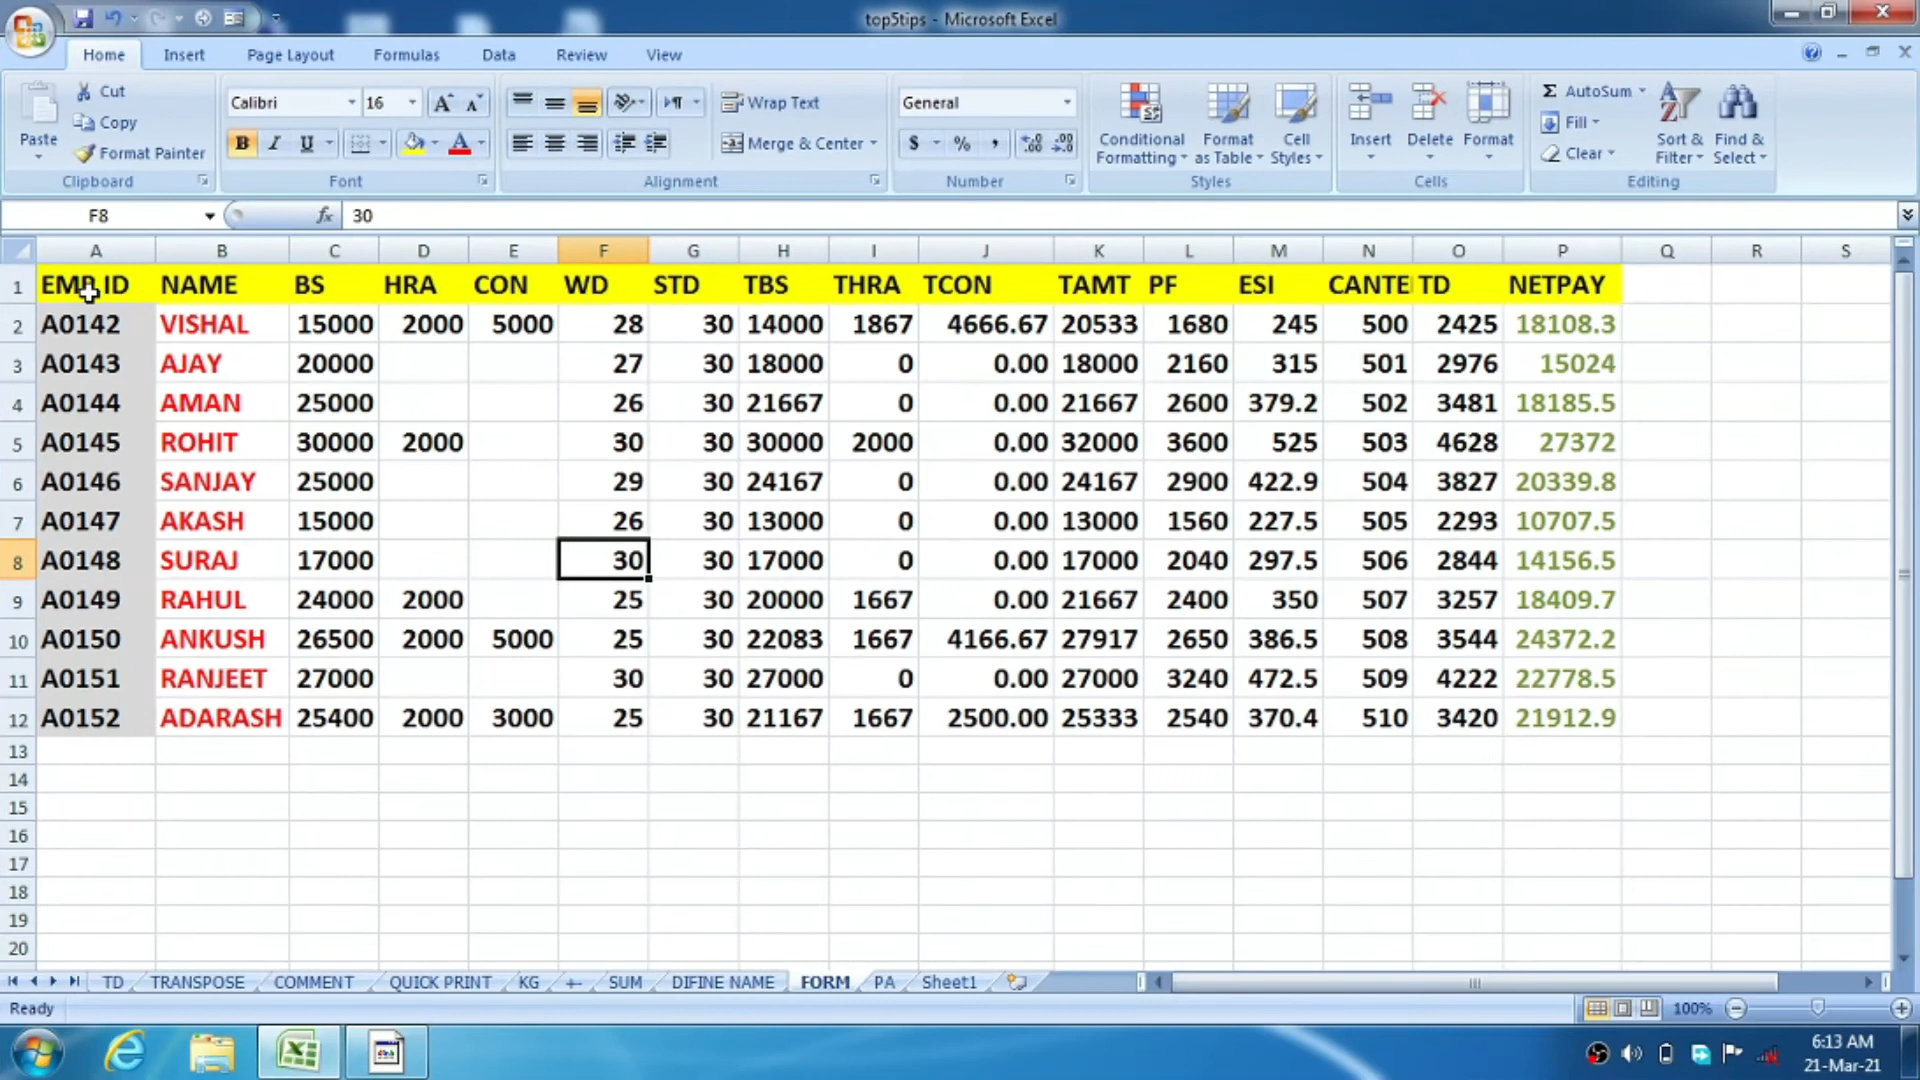 top5tips - Microsoft Excel
Home Insert Page Layout Formulas Data Review View
Paste Cut Copy Format Painter Clipboard
Calibri 16 A A B I U A Font
Wrap Text Merge & Center Alignment
General $ % , Number
Conditional Formatting Format as Table Cell Styles Styles
Insert Delete Format Cells
Σ AutoSum Fill Clear Sort & Filter Find & Select Editing
F8 fx 30
A B C D E F G H I J K L M N O P Q R S
1 EMP ID NAME BS HRA CON WD STD TBS THRA TCON TAMT PF ESI CANTE TD NETPAY
2 A0142 VISHAL 15000 2000 5000 28 30 14000 1867 4666.67 20533 1680 245 500 2425 18108.3
3 A0143 AJAY 20000 27 30 18000 0 0.00 18000 2160 315 501 2976 15024
4 A0144 AMAN 25000 26 30 21667 0 0.00 21667 2600 379.2 502 3481 18185.5
5 A0145 ROHIT 30000 2000 30 30 30000 2000 0.00 32000 3600 525 503 4628 27372
6 A0146 SANJAY 25000 29 30 24167 0 0.00 24167 2900 422.9 504 3827 20339.8
7 A0147 AKASH 15000 26 30 13000 0 0.00 13000 1560 227.5 505 2293 10707.5
8 A0148 SURAJ 17000 30 30 17000 0 0.00 17000 2040 297.5 506 2844 14156.5
9 A0149 RAHUL 24000 2000 25 30 20000 1667 0.00 21667 2400 350 507 3257 18409.7
10 A0150 ANKUSH 26500 2000 5000 25 30 22083 1667 4166.67 27917 2650 386.5 508 3544 24372.2
11 A0151 RANJEET 27000 30 30 27000 0 0.00 27000 3240 472.5 509 4222 22778.5
12 A0152 ADARASH 25400 2000 3000 25 30 21167 1667 2500.00 25333 2540 370.4 510 3420 21912.9
13
14
15
16
17
18
19
20
TD TRANSPOSE COMMENT QUICK PRINT KG +- SUM DIFINE NAME FORM PA Sheet1
Ready 100%
6:13 AM
21-Mar-21